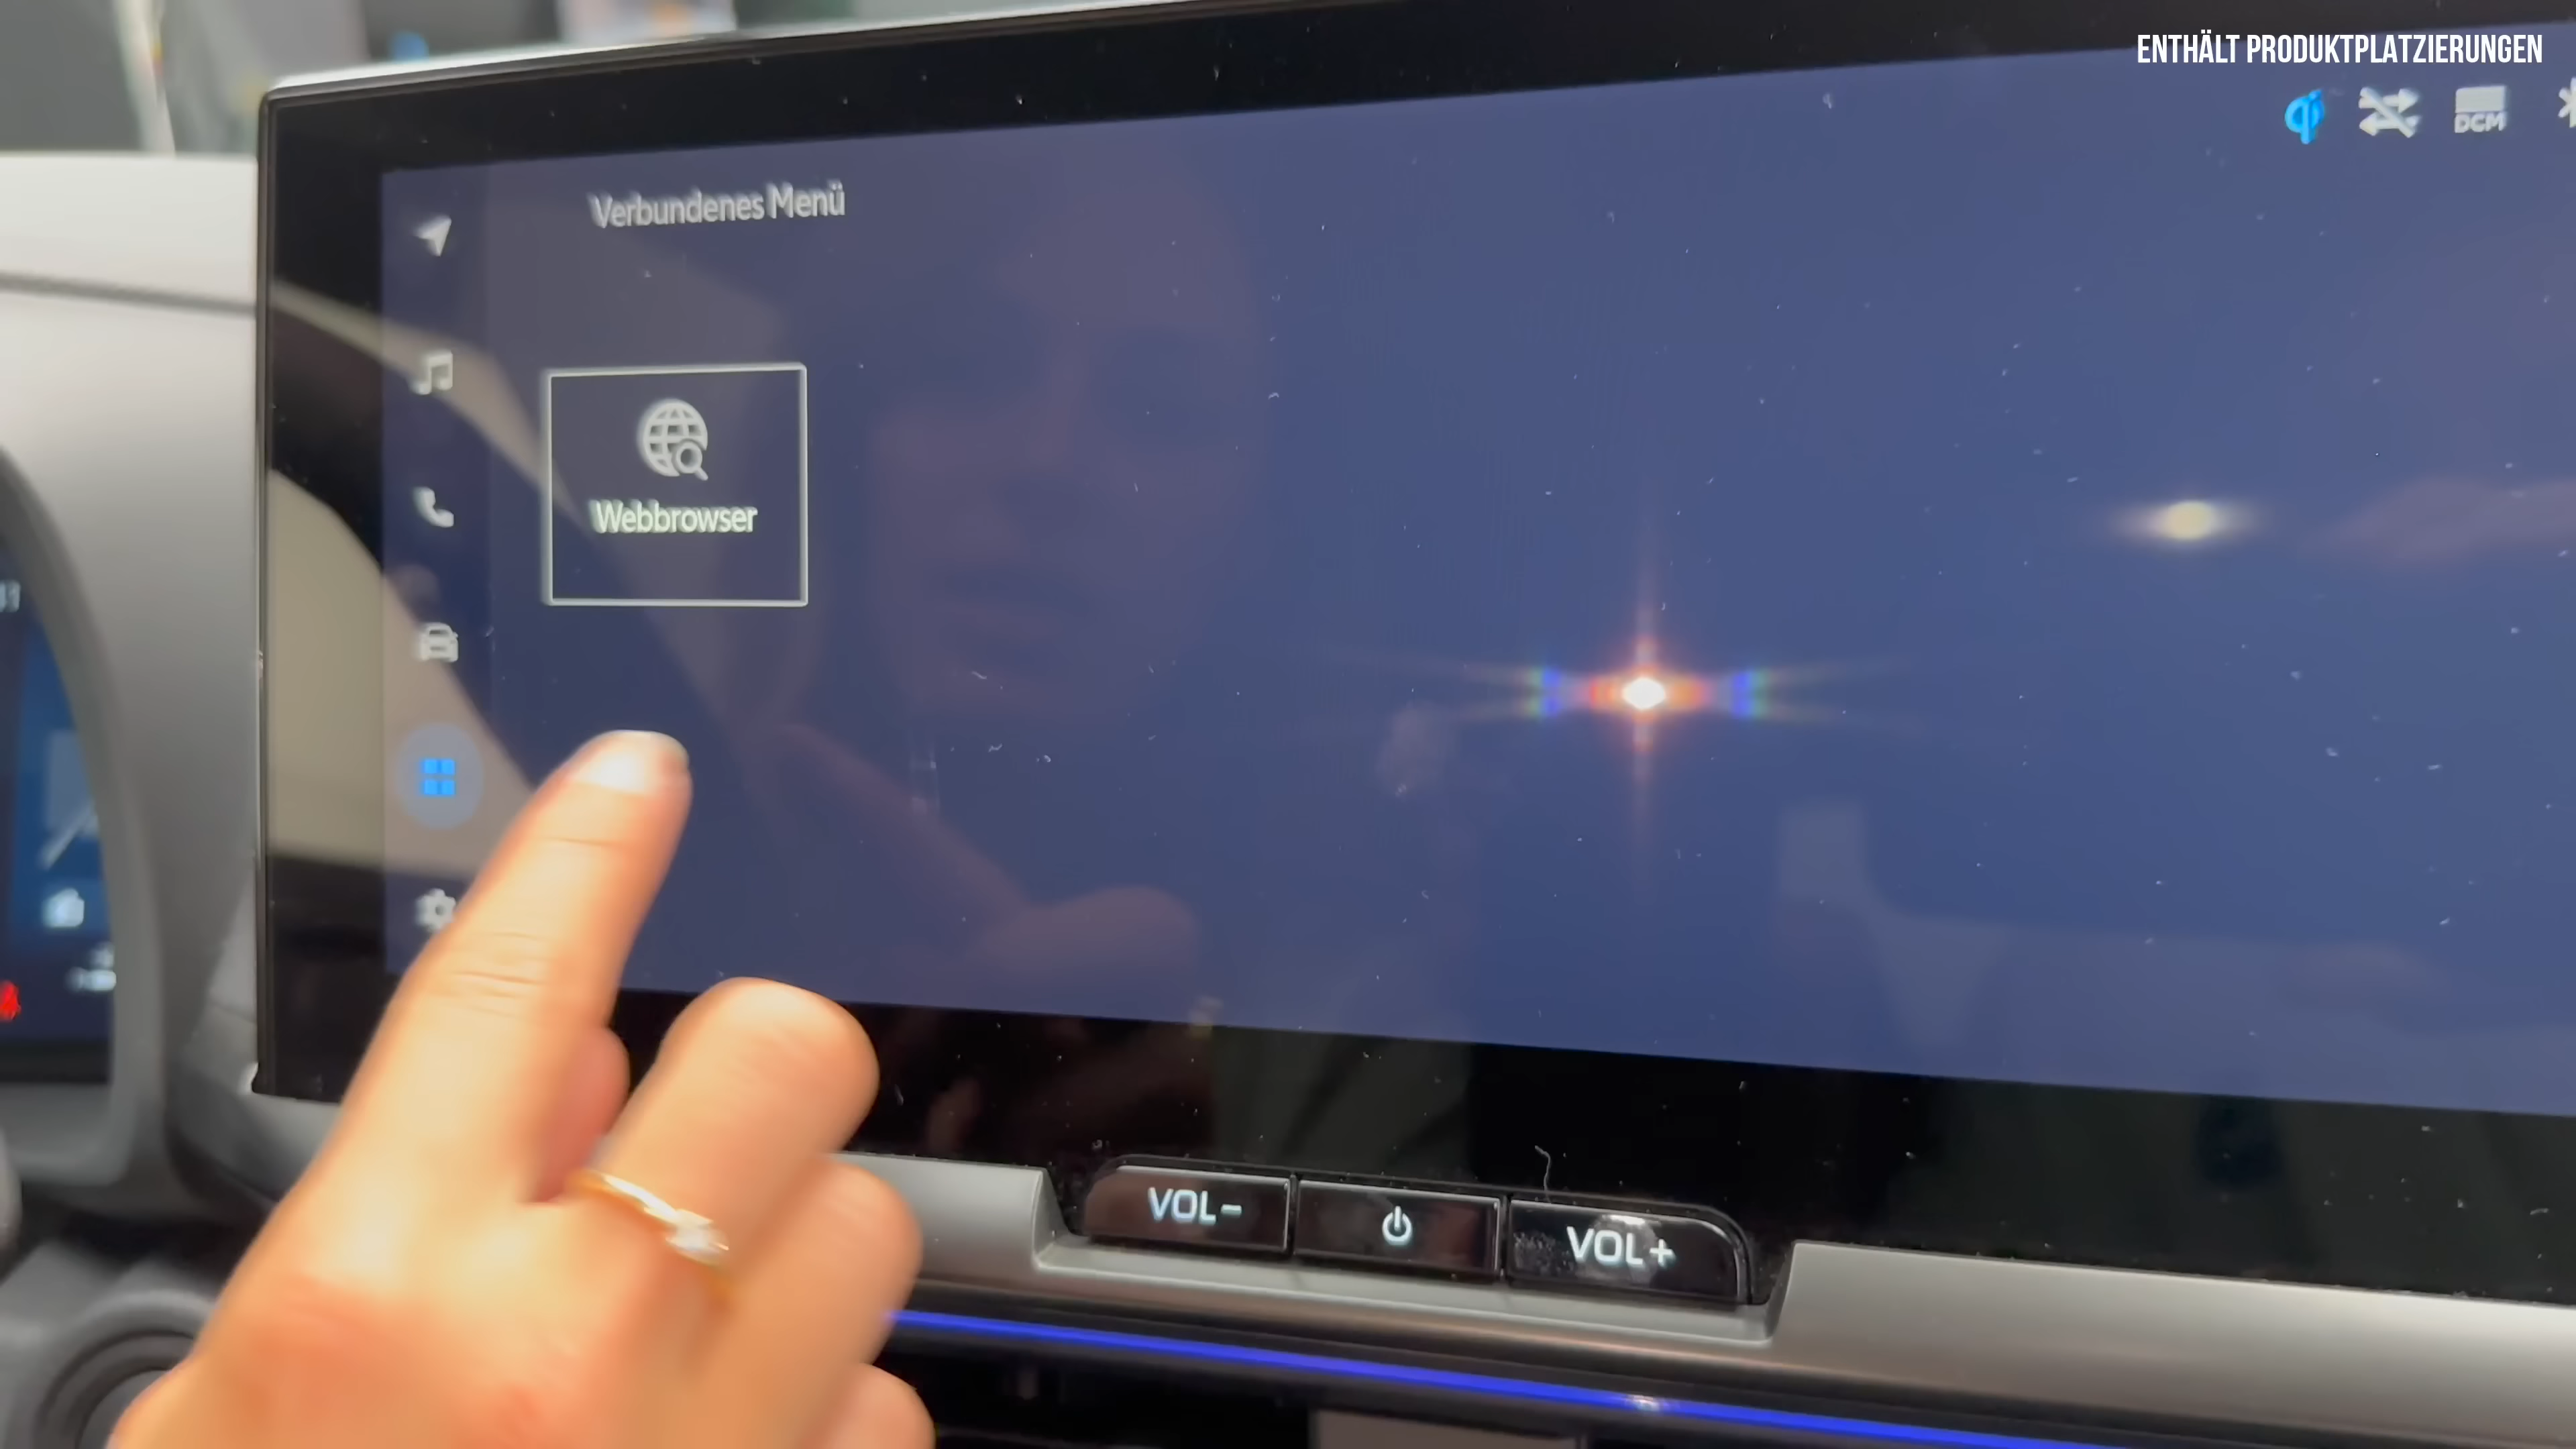 ENTHÄLT PRODUKTPLATZIERUNGEN
DCM
Verbundenes Menü
Webbrowser
VOL-
VOL+